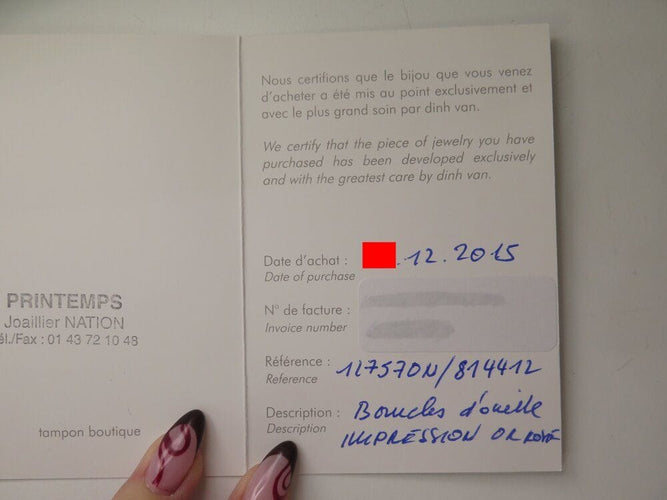 PRINTEMPS
Joaillier NATION
él./Fax : 01 43 72 10 48
tampon boutique
Nous certifions que le bijou que vous venez
d'acheter a été mis au point exclusivement et
avec le plus grand soin par dinh van.
We certify that the piece of jewelry you have
purchased has been developed exclusively
and with the greatest care by dinh van.
Date d'achat : .12.2015
Date of purchase
N° de facture :
Invoice number
Référence : 127570N/814412
Reference
Description : Boucles d'oreille
Description IMPRESSION OR ROSE